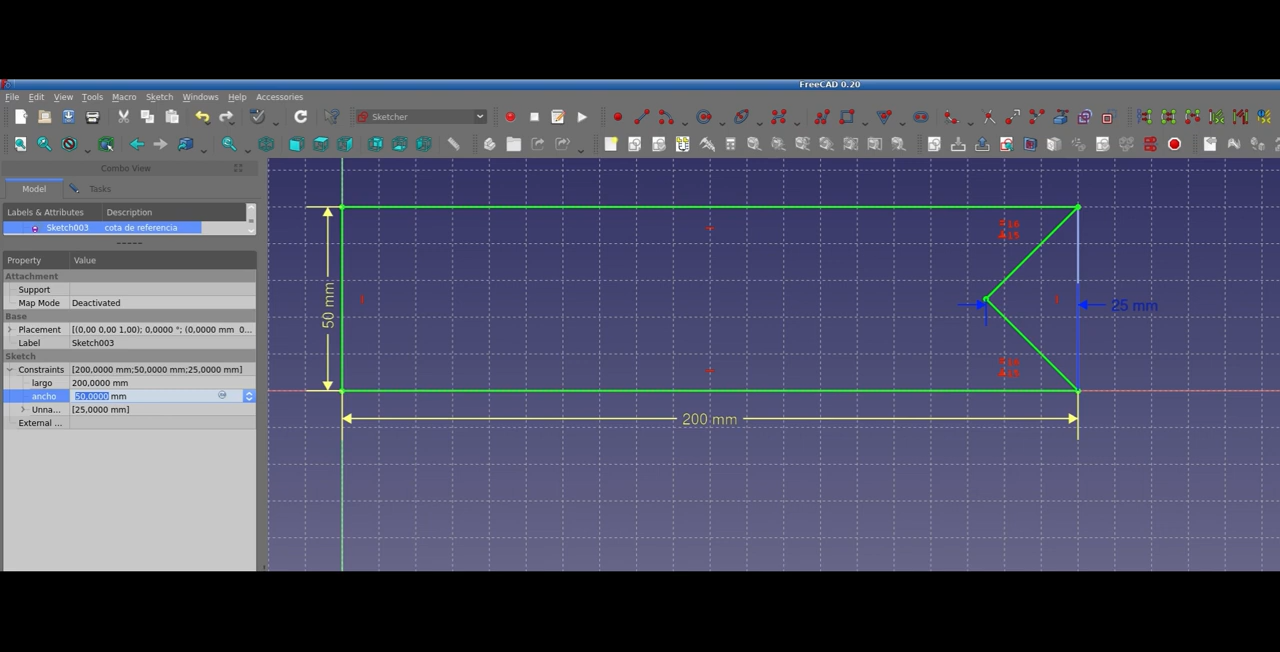 FreeCAD 0.20
File Edit View Tools Macro Sketch Windows Help Accessories
Sketcher
Combo View
Model Tasks
Labels & Attributes Description
Sketch003 cota de referencia
Property Value
Attachment
Support
Map Mode Deactivated
Base
Placement [(0,00 0,00 1,00); 0,0000 °; (0,0000 mm 0...
Label Sketch003
Sketch
Constraints [200,0000 mm;50,0000 mm;25,0000 mm]
largo 200,0000 mm
ancho 50,0000 mm
Unna... [25,0000 mm]
External ...
50 mm
16
15
25 mm
15
200 mm